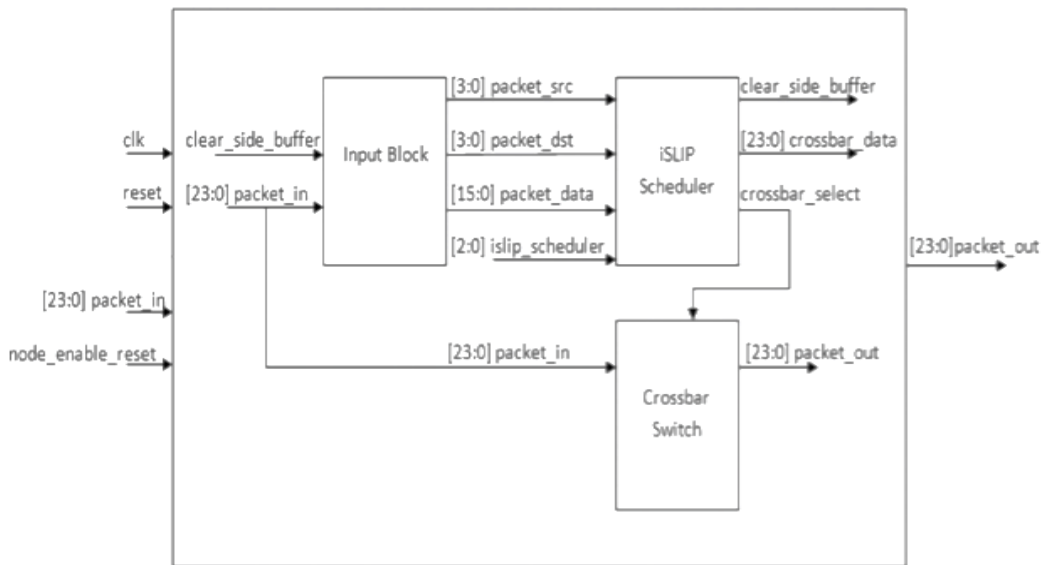 [3:0] packet_src
clear_side_buffer
clk
clear_side_buffer
Input Block
[3:0] packet_dst
iSLIP
Scheduler
[23:0] crossbar_data
reset
[23:0] packet_in
[15:0] packet_data
crossbar_select
[2:0] islip_scheduler
[23:0]packet_out
[23:0] packet_in
node_enable_reset
[23:0] packet_in
[23:0] packet_out
Crossbar
Switch